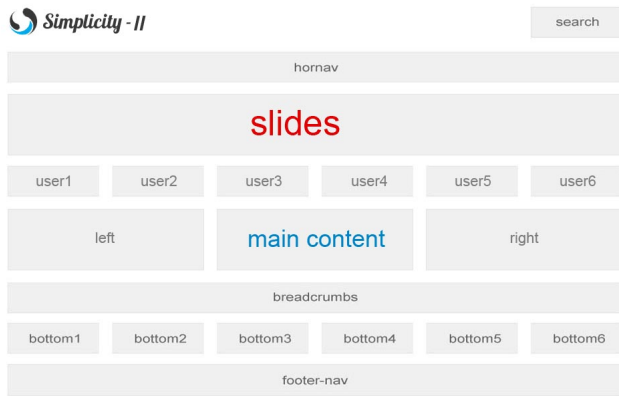 Simplicity - II
search
hornav
slides
user1 user2 user3 user4 user5 user6
left main content right
breadcrumbs
bottom1 bottom2 bottom3 bottom4 bottom5 bottom6
footer-nav